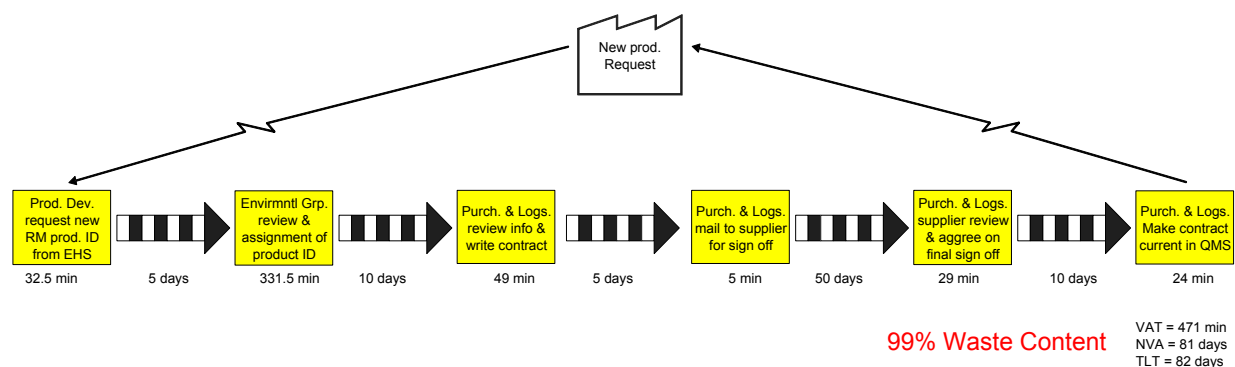 New prod.
Request
Prod. Dev.
request new
RM prod. ID
from EHS
Envirmntl Grp.
review &
assignment of
product ID
Purch. & Logs.
review info &
write contract
Purch. & Logs.
mail to supplier
for sign off
Purch. & Logs.
supplier review
& aggree on
final sign off
Purch. & Logs.
Make contract
current in QMS
32.5 min
5 days
331.5 min
10 days
49 min
5 days
5 min
50 days
29 min
10 days
24 min
99% Waste Content
VAT = 471 min
NVA = 81 days
TLT = 82 days